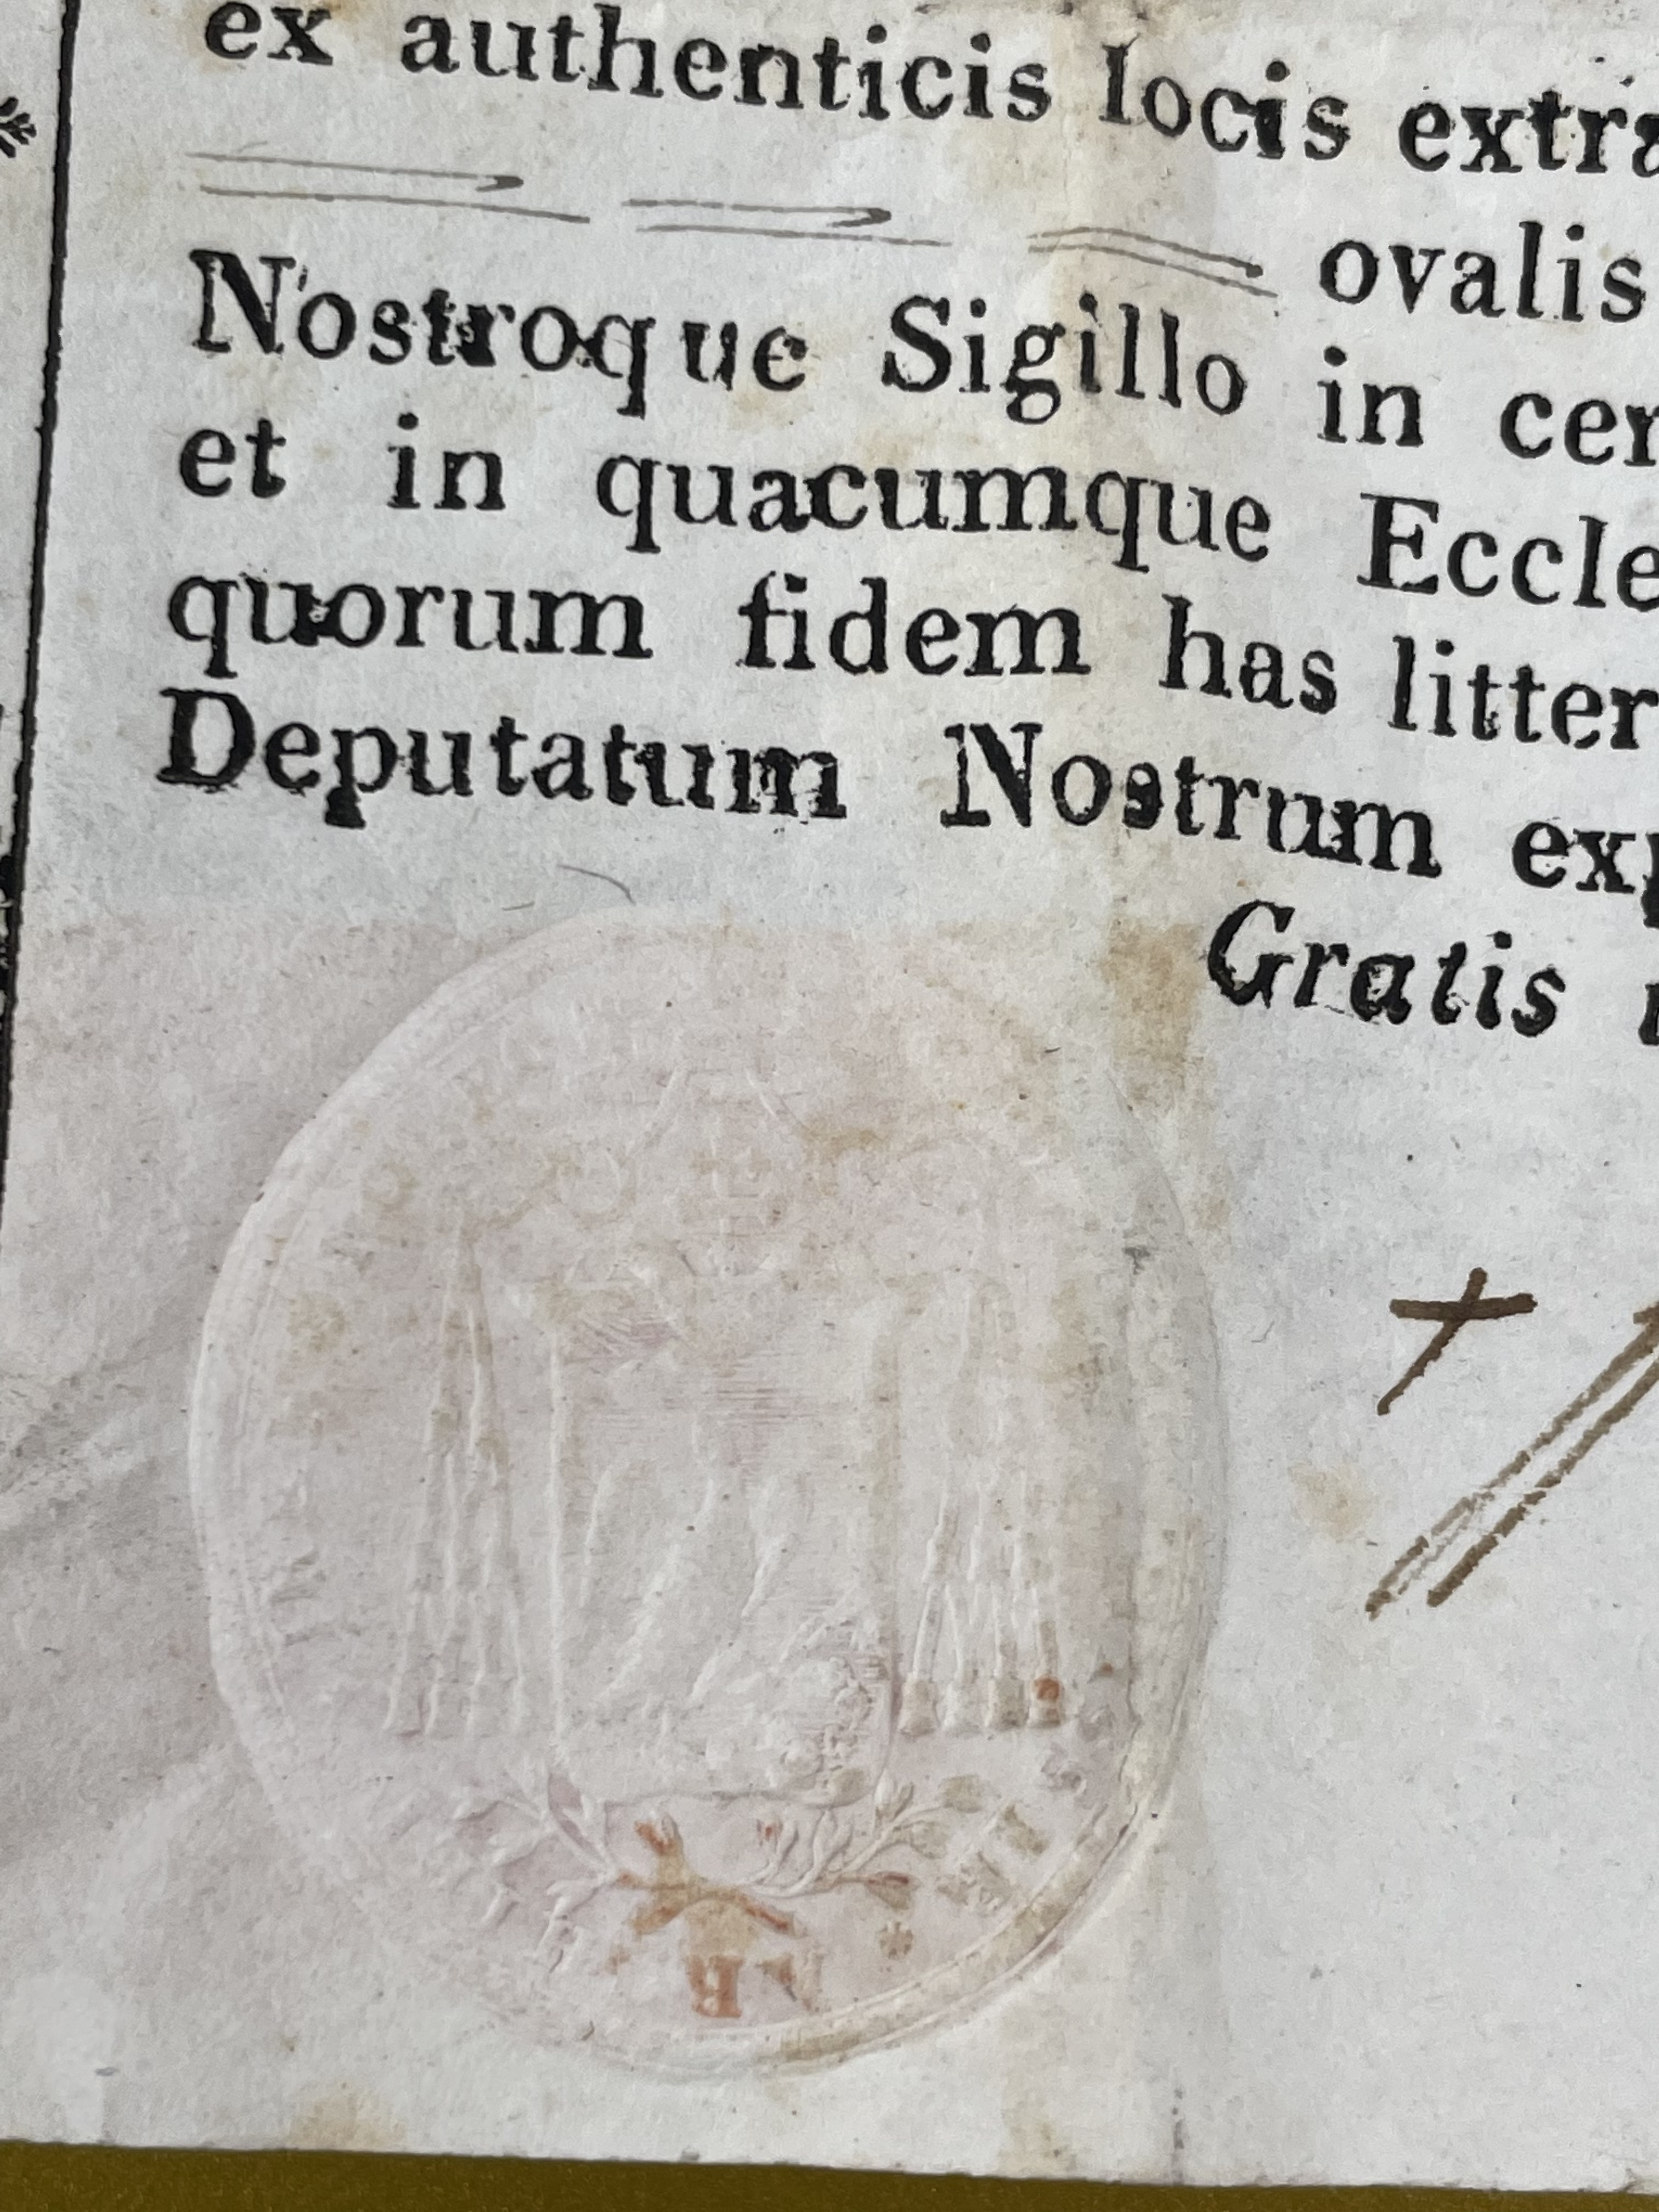 ex authenticis locis extra
ovalis
Nostroque Sigillo in cer
et in quacumque Eccle
quorum fidem has litter
Deputatum Nostrum exp
Gratis